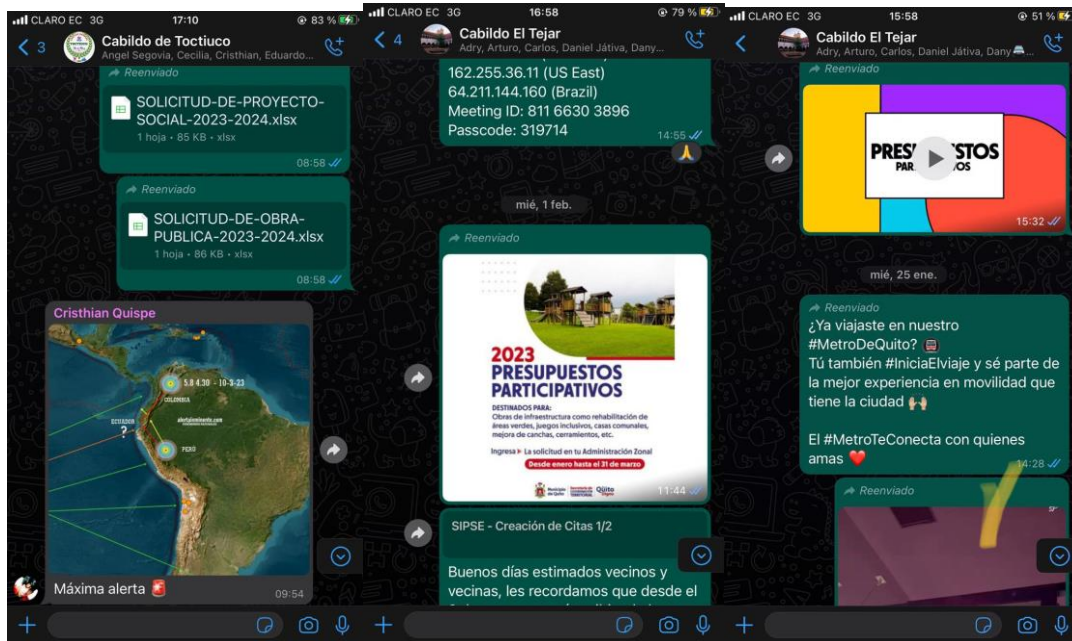 CLARO EC 3G 17:10 83 %
3 Cabildo de Toctiuco
Angel Segovia, Cecilia, Cristhian, Eduardo...
Reenviado
SOLICITUD-DE-PROYECTO-
SOCIAL-2023-2024.xlsx
1 hoja • 85 KB • xlsx
08:58
Reenviado
SOLICITUD-DE-OBRA-
PUBLICA-2023-2024.xlsx
1 hoja • 86 KB • xlsx
08:58
Cristhian Quispe
5.8 4.30 - 10-3-23
COLOMBIA
ECUADOR
?
PERÚ
Máxima alerta 🚨
09:54
CLARO EC 3G 16:58 79 %
4 Cabildo El Tejar
Adry, Arturo, Carlos, Daniel Játiva, Dany...
162.255.36.11 (US East)
64.211.144.160 (Brazil)
Meeting ID: 811 6630 3896
Passcode: 319714
14:55
🙏
mié, 1 feb.
Reenviado
2023
PRESUPUESTOS
PARTICIPATIVOS
DESTINADOS PARA:
Obras de infraestructura como rehabilitación de
áreas verdes, juegos inclusivos, casas comunales,
mejora de canchas, cerramientos, etc.
Ingresa ▶ La solicitud en tu Administración Zonal
Desde enero hasta el 31 de marzo
Quito
11:44
SIPSE - Creación de Citas 1/2
Buenos días estimados vecinos y
vecinas, les recordamos que desde el
CLARO EC 3G 15:58 51 %
Cabildo El Tejar
Adry, Arturo, Carlos, Daniel Játiva, Dany🚘...
Reenviado
15:32
mié, 25 ene.
Reenviado
¿Ya viajaste en nuestro
#MetroDeQuito? 🚇
Tú también #IniciaElviaje y sé parte de
la mejor experiencia en movilidad que
tiene la ciudad 🙌🏼
El #MetroTeConecta con quienes
amas ❤️
14:28
Reenviado